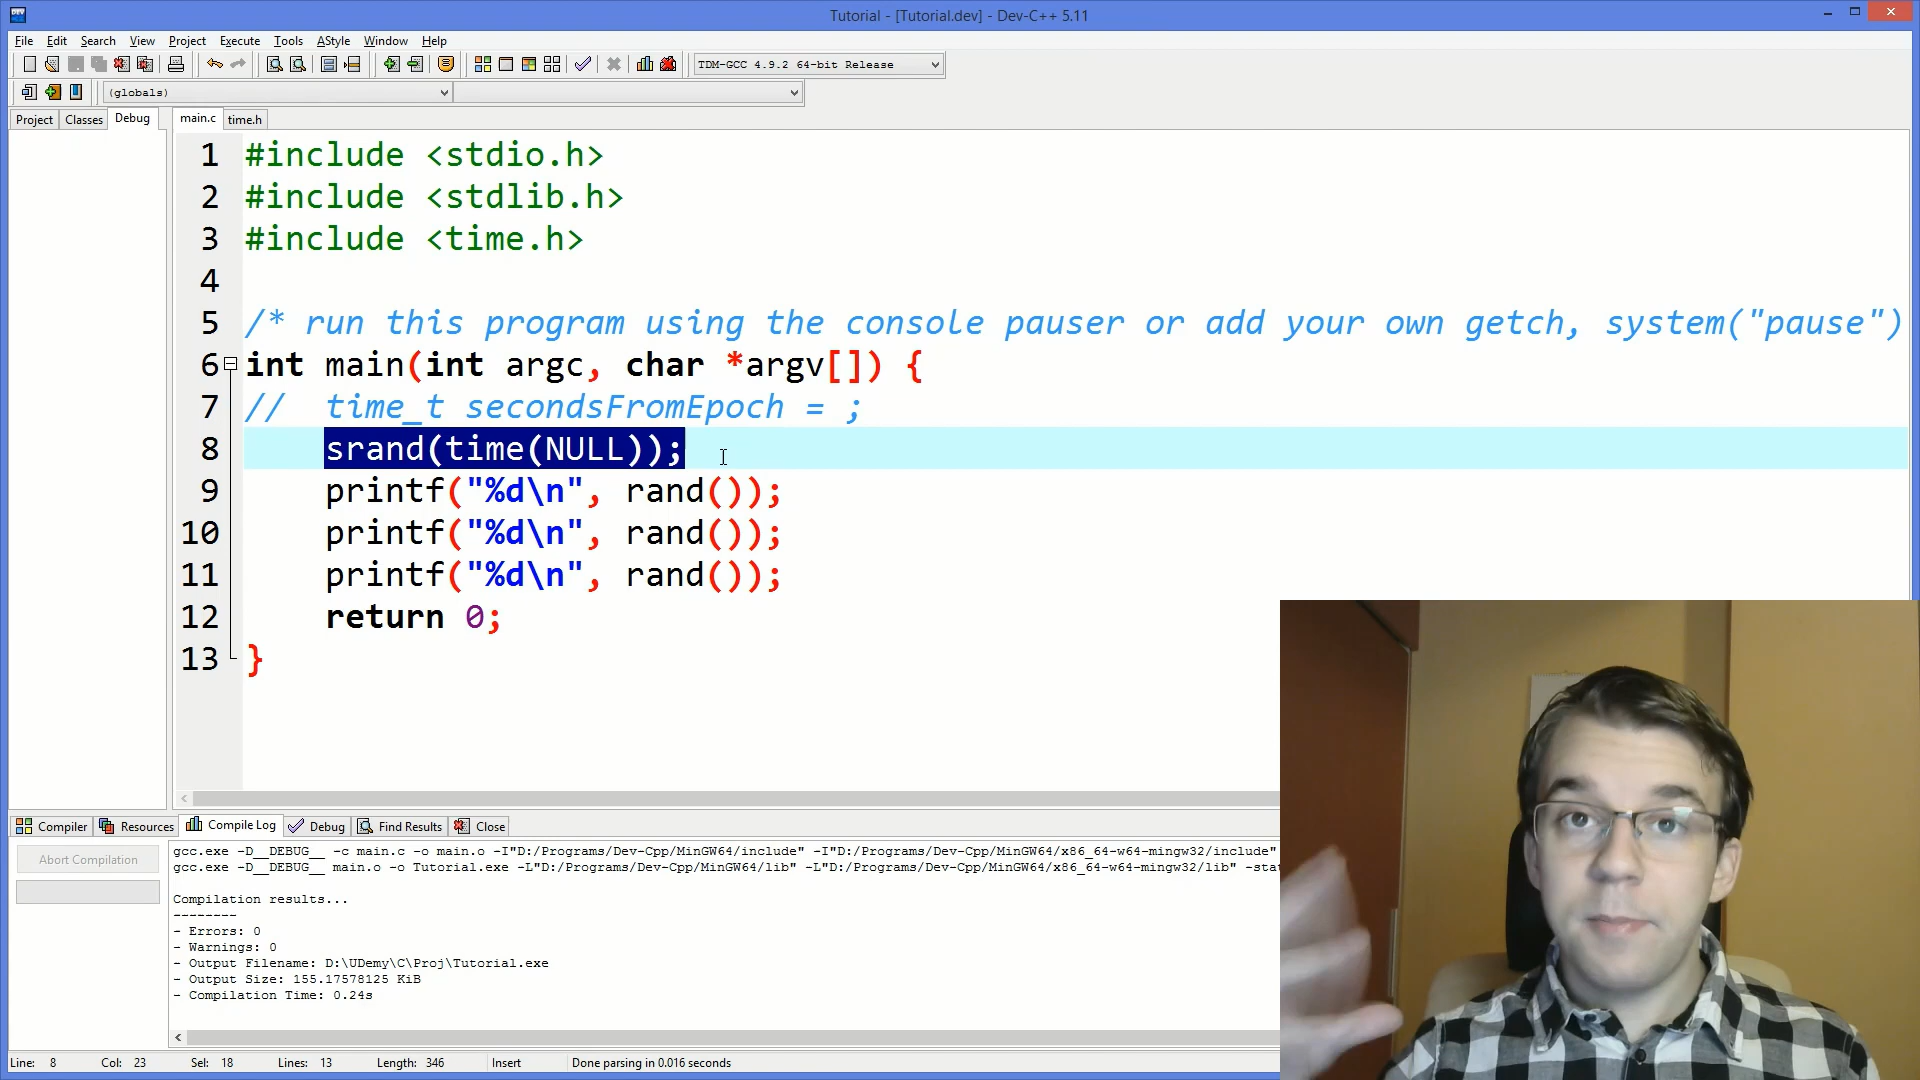 Tutorial - [Tutorial.dev] - Dev-C++ 5.11
File Edit Search View Project Execute Tools AStyle Window Help
TDM-GCC 4.9.2 64-bit Release
(globals)
Project Classes Debug main.c time.h
1 #include <stdio.h>
2 #include <stdlib.h>
3 #include <time.h>
4
5 /* run this program using the console pauser or add your own getch, system("pause")
6 int main(int argc, char *argv[]) {
7 // time_t secondsFromEpoch = ;
8 srand(time(NULL));
9 printf("%d\n", rand());
10 printf("%d\n", rand());
11 printf("%d\n", rand());
12 return 0;
13 }
Compiler Resources Compile Log Debug Find Results Close
Abort Compilation
gcc.exe -D__DEBUG__ -c main.c -o main.o -I"D:/Programs/Dev-Cpp/MinGW64/include" -I"D:/Programs/Dev-Cpp/MinGW64/x86_64-w64-mingw32/include"
gcc.exe -D__DEBUG__ main.o -o Tutorial.exe -L"D:/Programs/Dev-Cpp/MinGW64/lib" -L"D:/Programs/Dev-Cpp/MinGW64/x86_64-w64-mingw32/lib" -sta
Compilation results...
--------
- Errors: 0
- Warnings: 0
- Output Filename: D:\UDemy\C\Proj\Tutorial.exe
- Output Size: 155.17578125 KiB
- Compilation Time: 0.24s
Line: 8 Col: 23 Sel: 18 Lines: 13 Length: 346 Insert Done parsing in 0.016 seconds